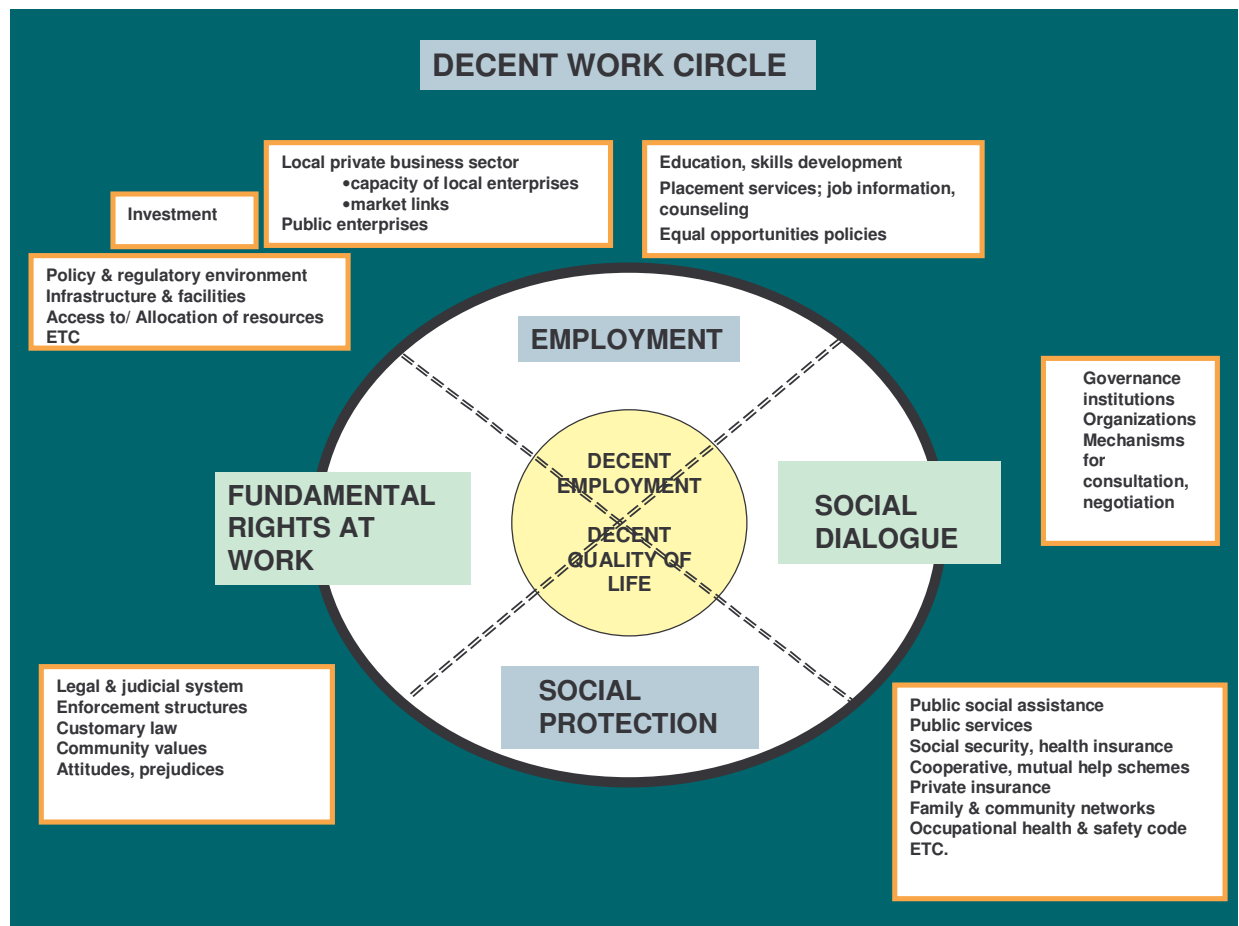 DECENT WORK CIRCLE
Local private business sector
•capacity of local enterprises
•market links
Public enterprises
Education, skills development
Placement services; job information,
counseling
Equal opportunities policies
Investment
Policy & regulatory environment
Infrastructure & facilities
Access to/ Allocation of resources
ETC
EMPLOYMENT
Governance
institutions
Organizations
Mechanisms
for
consultation,
negotiation
DECENT
EMPLOYMENT
DECENT
QUALITY OF
LIFE
FUNDAMENTAL
RIGHTS AT
WORK
SOCIAL
DIALOGUE
SOCIAL
PROTECTION
Legal & judicial system
Enforcement structures
Customary law
Community values
Attitudes, prejudices
Public social assistance
Public services
Social security, health insurance
Cooperative, mutual help schemes
Private insurance
Family & community networks
Occupational health & safety code
ETC.